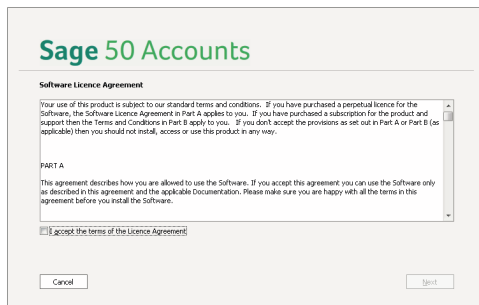 Sage 50 Accounts
Software Licence Agreement
Your use of this product is subject to our standard terms and conditions. If you have purchased a perpetual licence for the
Software, the Software Licence Agreement in Part A applies to you. If you have purchased a subscription for the product and
support then the Terms and Conditions in Part B apply to you. If you don't accept the provisions as set out in Part A or Part B (as
applicable) then you should not install, access or use this product in any way.
PART A
This agreement describes how you are allowed to use the Software. If you accept this agreement you can use the Software only
as described in this agreement and the applicable Documentation. Please make sure you are happy with all the terms in this
agreement before you install the Software.
I accept the terms of the Licence Agreement
Cancel
Next